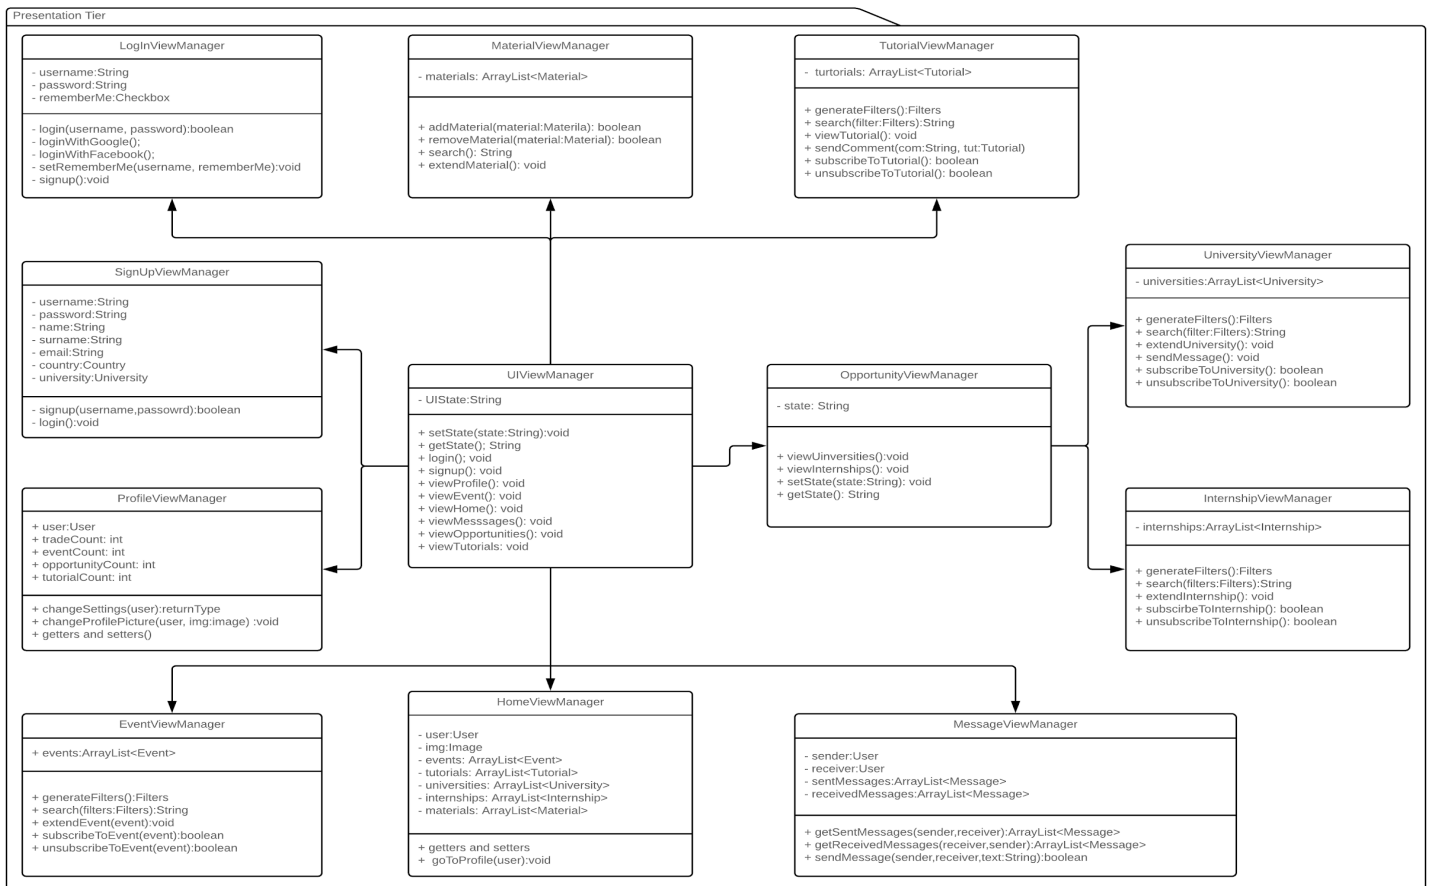 Presentation Tier
LogInViewManager
- username:String
- password:String
- rememberMe:Checkbox
- login(username, password):boolean
- loginWithGoogle();
- loginWithFacebook();
- setRememberMe(username, rememberMe):void
- signup():void
MaterialViewManager
- materials: ArrayList<Material>
+ addMaterial(material:Materila): boolean
+ removeMaterial(material:Material): boolean
+ search(): String
+ extendMaterial(): void
TutorialViewManager
- turtorials: ArrayList<Tutorial>
+ generateFilters():Filters
+ search(filter:Filters):String
+ viewTutorial(): void
+ sendComment(com:String, tut:Tutorial)
+ subscribeToTutorial(): boolean
+ unsubscribeToTutorial(): boolean
SignUpViewManager
- username:String
- password:String
- name:String
- surname:String
- email:String
- country:Country
- university:University
- signup(username,passowrd):boolean
- login():void
UniversityViewManager
- universities:ArrayList<University>
+ generateFilters():Filters
+ search(filter:Filters):String
+ extendUniversity(): void
+ sendMessage(): void
+ subscribeToUniversity(): boolean
+ unsubscribeToUniversity(): boolean
UIViewManager
- UIState:String
+ setState(state:String):void
+ getState(); String
+ login(); void
+ signup(): void
+ viewProfile(): void
+ viewEvent(): void
+ viewHome(): void
+ viewMesssages(): void
+ viewOpportunities(): void
+ viewTutorials: void
OpportunityViewManager
- state: String
+ viewUinversities():void
+ viewInternships(): void
+ setState(state:String): void
+ getState(): String
ProfileViewManager
+ user:User
+ tradeCount: int
+ eventCount: int
+ opportunityCount: int
+ tutorialCount: int
+ changeSettings(user):returnType
+ changeProfilePicture(user, img:image) :void
+ getters and setters()
InternshipViewManager
- internships:ArrayList<Internship>
+ generateFilters():Filters
+ search(filters:Filters):String
+ extendInternship(): void
+ subscirbeToInternship(): boolean
+ unsubscribeToInternship(): boolean
EventViewManager
+ events:ArrayList<Event>
+ generateFilters():Filters
+ search(filters:Filters):String
+ extendEvent(event):void
+ subscribeToEvent(event):boolean
+ unsubscribeToEvent(event):boolean
HomeViewManager
- user:User
- img:Image
- events: ArrayList<Event>
- tutorials: ArrayList<Tutorial>
- universities: ArrayList<University>
- internships: ArrayList<Internship>
- materials: ArrayList<Material>
+ getters and setters
+ goToProfile(user):void
MessageViewManager
- sender:User
- receiver:User
- sentMessages:ArrayList<Message>
- receivedMessages:ArrayList<Message>
+ getSentMessages(sender,receiver):ArrayList<Message>
+ getReceivedMessages(receiver,sender):ArrayList<Message>
+ sendMessage(sender,receiver,text:String):boolean